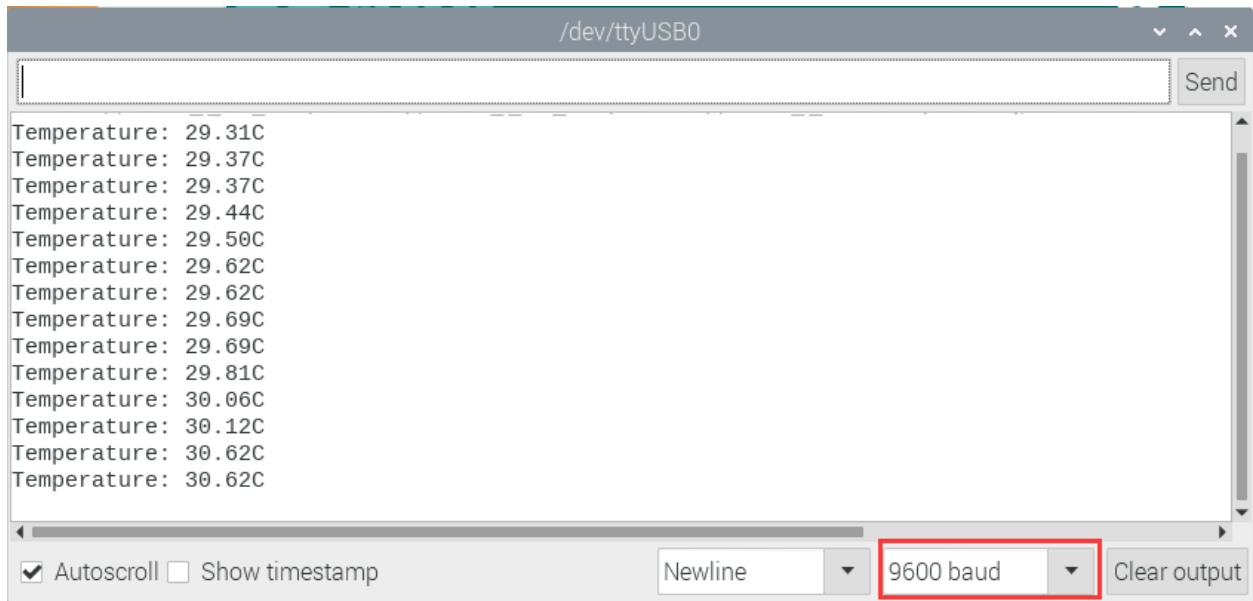 /dev/ttyUSB0
Send
Temperature: 29.31C
Temperature: 29.37C
Temperature: 29.37C
Temperature: 29.44C
Temperature: 29.50C
Temperature: 29.62C
Temperature: 29.62C
Temperature: 29.69C
Temperature: 29.69C
Temperature: 29.81C
Temperature: 30.06C
Temperature: 30.12C
Temperature: 30.62C
Temperature: 30.62C
Autoscroll Show timestamp Newline 9600 baud Clear output